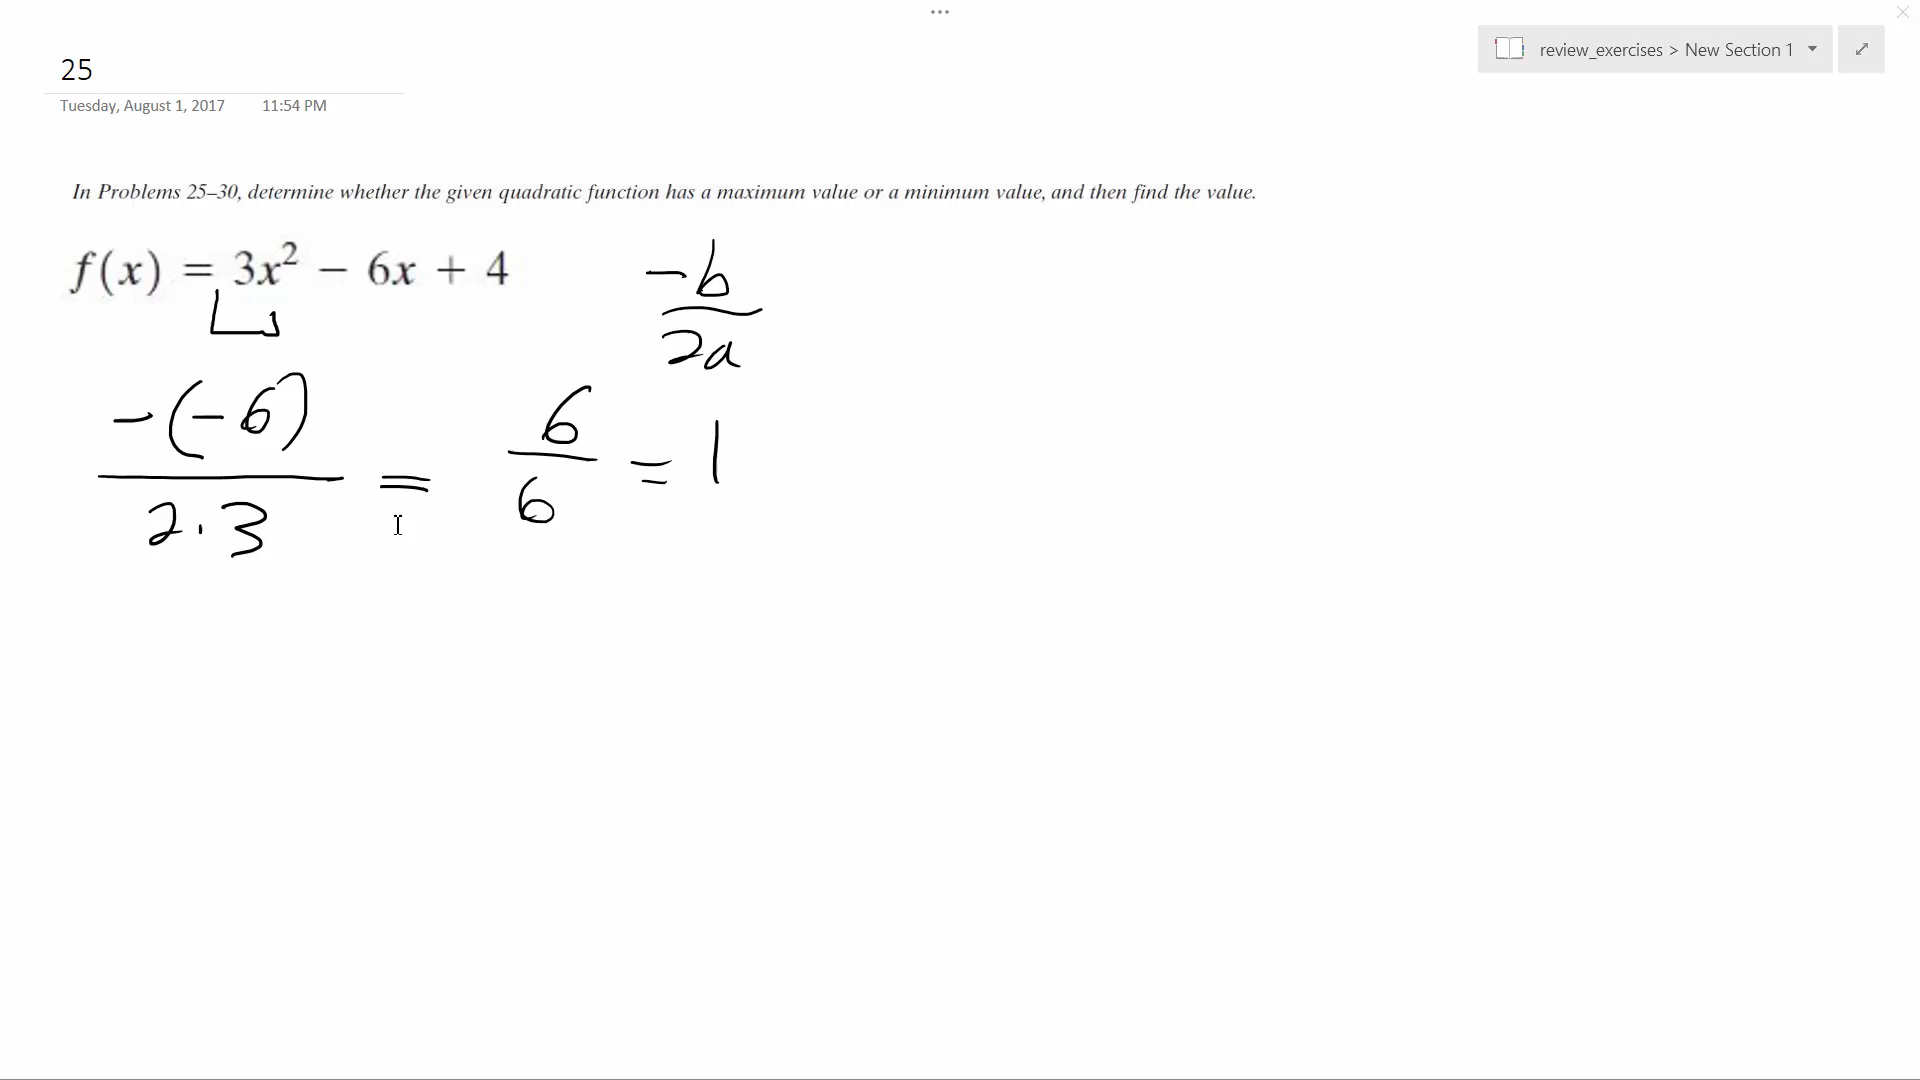 ...
review_exercises > New Section 1
25
Tuesday, August 1, 2017 11:54 PM
In Problems 25–30, determine whether the given quadratic function has a maximum value or a minimum value, and then find the value.
f(x) = 3x² − 6x + 4
-b
2a
-(-6)
2·3
=
6
6
= 1